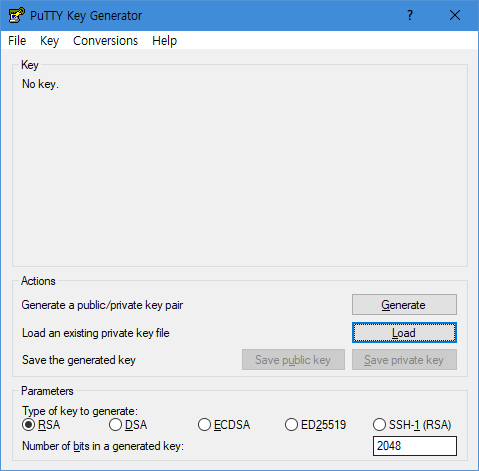 PuTTY Key Generator
?
File Key Conversions Help
Key
No key.
Actions
Generate a public/private key pair
Generate
Load an existing private key file
Load
Save the generated key
Save public key
Save private key
Parameters
Type of key to generate:
RSA DSA ECDSA ED25519 SSH-1 (RSA)
Number of bits in a generated key:
2048